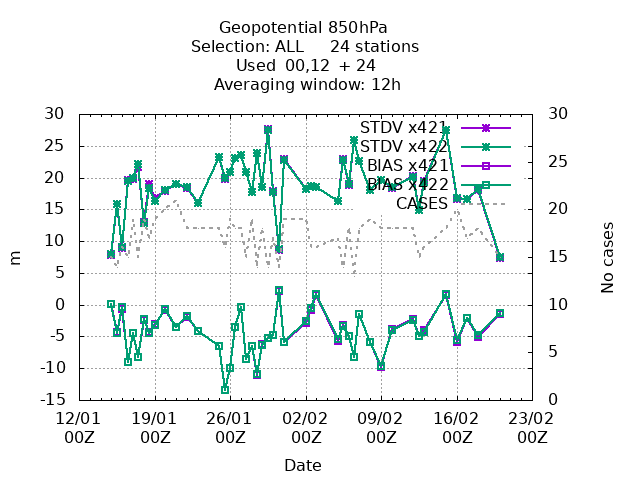 Geopotential 850hPa
Selection: ALL     24 stations
Used  00,12  + 24
Averaging window: 12h
30
25
20
15
10
5
0
-5
-10
-15
m
30
25
20
15
10
5
0
No cases
STDV x421
STDV x422
BIAS x421
BIAS x422
CASES
12/01 19/01 26/01 02/02 09/02 16/02 23/02
00Z 00Z 00Z 00Z 00Z 00Z 00Z
Date